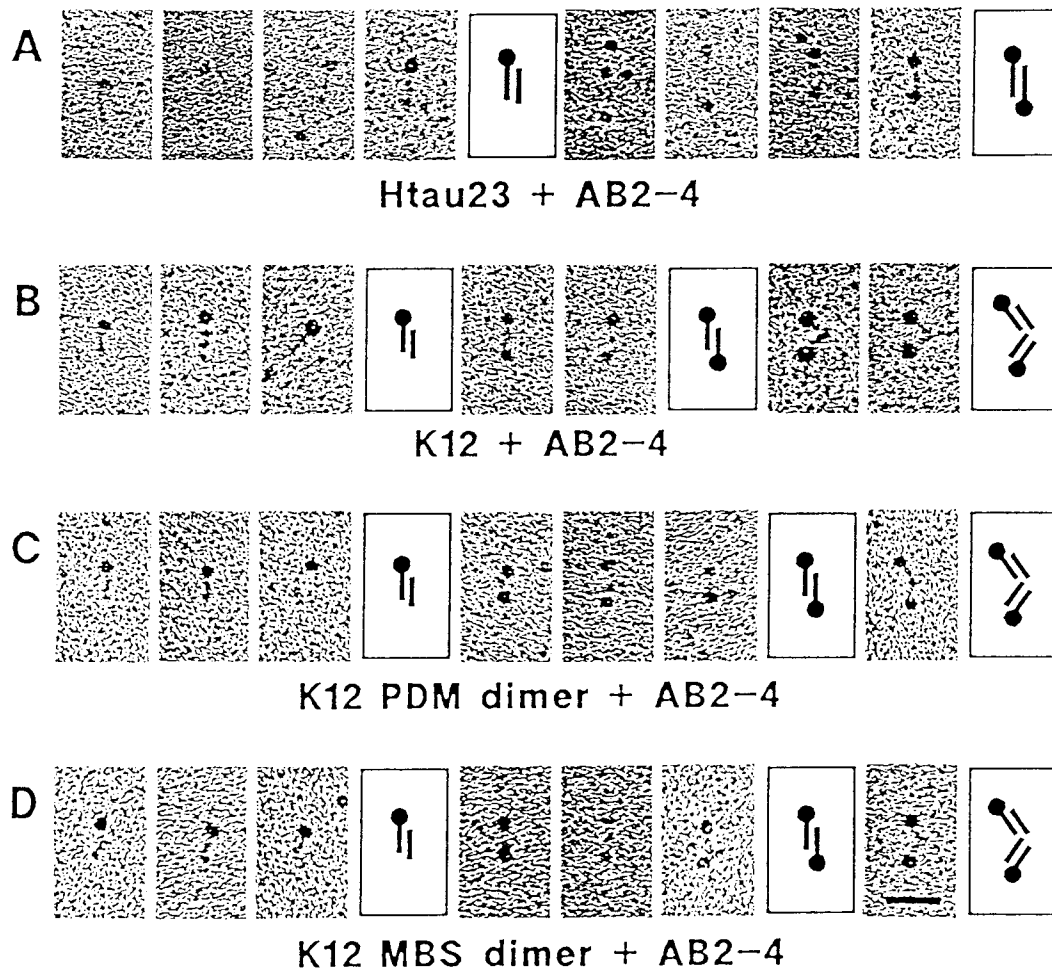 A
Htau23 + AB2-4
B
K12 + AB2-4
C
K12 PDM dimer + AB2-4
D
K12 MBS dimer + AB2-4